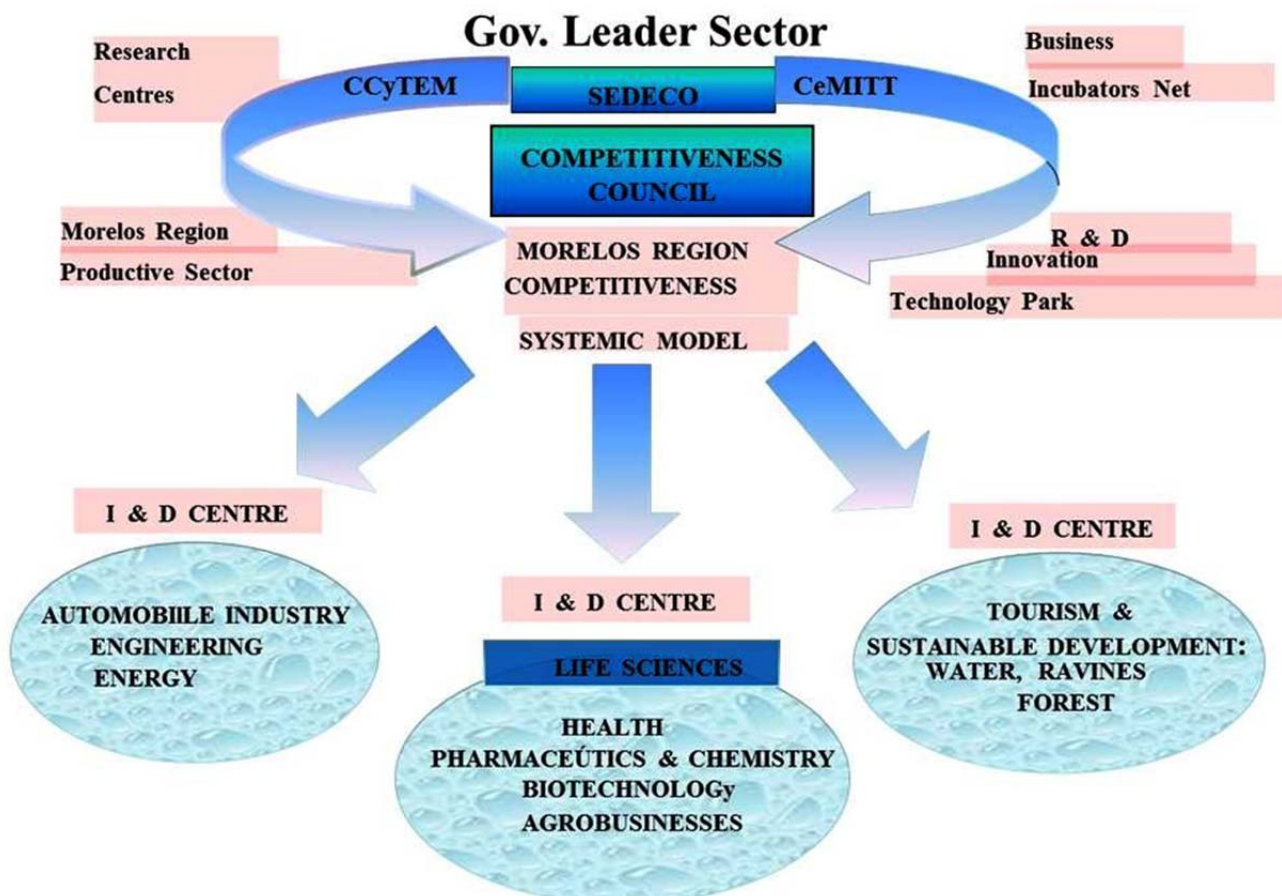 Gov. Leader Sector
Research
Centres
CCyTEM
SEDECO
CeMITT
Business
Incubators Net
COMPETITIVENESS
COUNCIL
Morelos Region
Productive Sector
MORELOS REGION
COMPETITIVENESS
SYSTEMIC MODEL
R & D
Innovation
Technology Park
I & D CENTRE
AUTOMOBIILE INDUSTRY
ENGINEERING
ENERGY
I & D CENTRE
LIFE SCIENCES
HEALTH
PHARMACEÚTICS & CHEMISTRY
BIOTECHNOLOGy
AGROBUSINESSES
I & D CENTRE
TOURISM &
SUSTAINABLE DEVELOPMENT:
WATER, RAVINES
FOREST